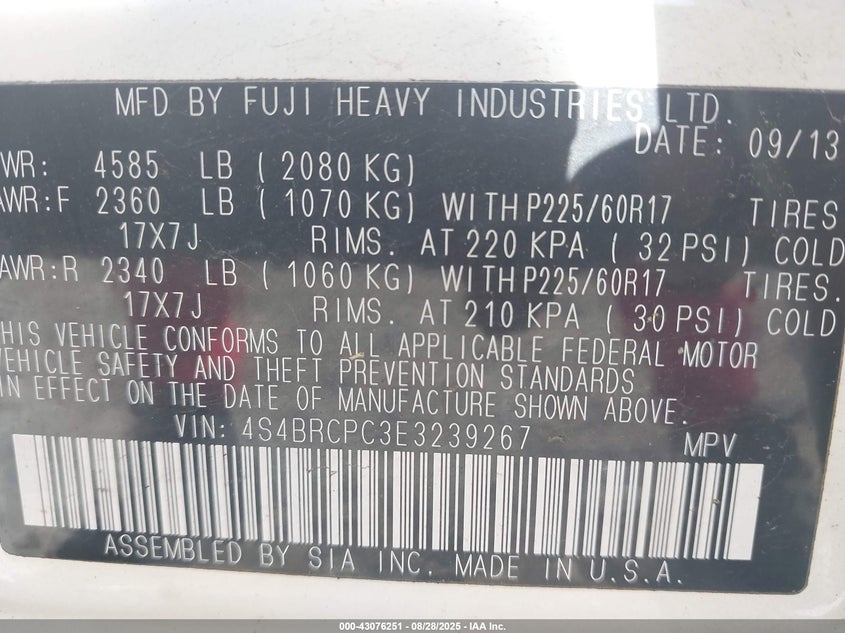 MFD BY FUJI HEAVY INDUSTRIES LTD.
DATE: 09/13
WR: 4585 LB ( 2080 KG)
AWR:F 2360 LB ( 1070 KG) WITH P225/60R17 TIRES
17X7J RIMS. AT 220 KPA ( 32 PSI) COLD
AWR:R 2340 LB ( 1060 KG) WITH P225/60R17 TIRES.
17X7J RIMS. AT 210 KPA ( 30 PSI) COLD
HIS VEHICLE CONFORMS TO ALL APPLICABLE FEDERAL MOTOR
VEHICLE SAFETY AND THEFT PREVENTION STANDARDS
IN EFFECT ON THE DATE OF MANUFACTURE SHOWN ABOVE.
VIN: 4S4BRCPC3E3239267 MPV
ASSEMBLED BY SIA INC. MADE IN U.S.A.
000-43076251 | 08/28/2025 - IAA Inc.